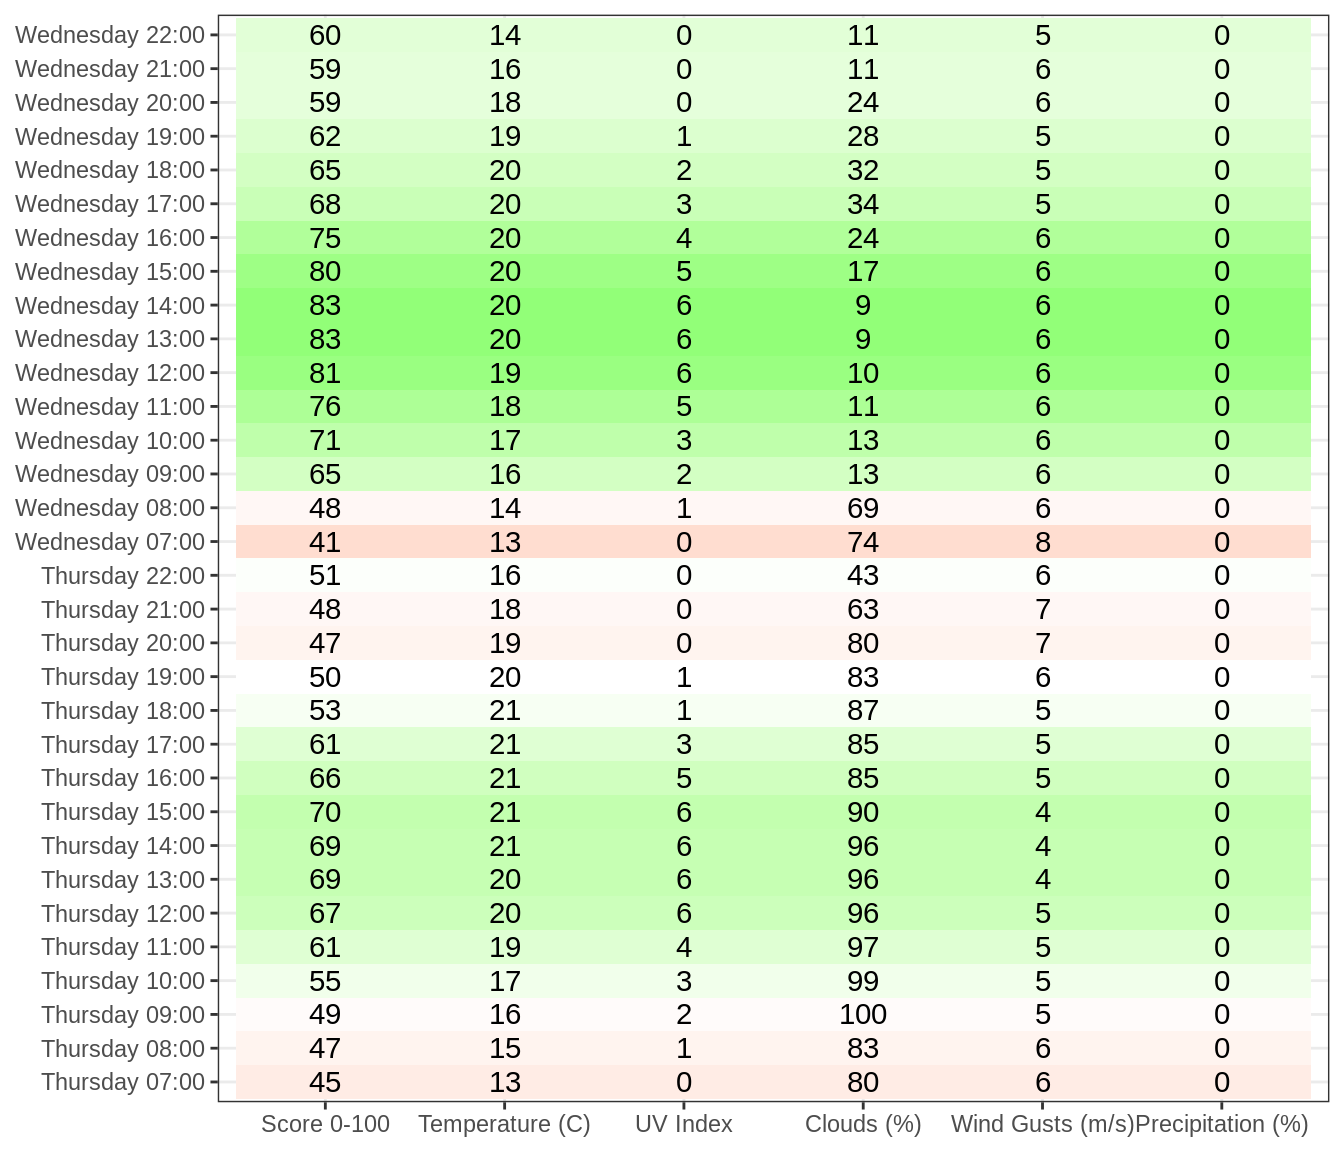 Wednesday 22:00 60 14 0 11 5 0
Wednesday 21:00 59 16 0 11 6 0
Wednesday 20:00 59 18 0 24 6 0
Wednesday 19:00 62 19 1 28 5 0
Wednesday 18:00 65 20 2 32 5 0
Wednesday 17:00 68 20 3 34 5 0
Wednesday 16:00 75 20 4 24 6 0
Wednesday 15:00 80 20 5 17 6 0
Wednesday 14:00 83 20 6 9 6 0
Wednesday 13:00 83 20 6 9 6 0
Wednesday 12:00 81 19 6 10 6 0
Wednesday 11:00 76 18 5 11 6 0
Wednesday 10:00 71 17 3 13 6 0
Wednesday 09:00 65 16 2 13 6 0
Wednesday 08:00 48 14 1 69 6 0
Wednesday 07:00 41 13 0 74 8 0
Thursday 22:00 51 16 0 43 6 0
Thursday 21:00 48 18 0 63 7 0
Thursday 20:00 47 19 0 80 7 0
Thursday 19:00 50 20 1 83 6 0
Thursday 18:00 53 21 1 87 5 0
Thursday 17:00 61 21 3 85 5 0
Thursday 16:00 66 21 5 85 5 0
Thursday 15:00 70 21 6 90 4 0
Thursday 14:00 69 21 6 96 4 0
Thursday 13:00 69 20 6 96 4 0
Thursday 12:00 67 20 6 96 5 0
Thursday 11:00 61 19 4 97 5 0
Thursday 10:00 55 17 3 99 5 0
Thursday 09:00 49 16 2 100 5 0
Thursday 08:00 47 15 1 83 6 0
Thursday 07:00 45 13 0 80 6 0
Score 0-100 Temperature (C) UV Index Clouds (%) Wind Gusts (m/s) Precipitation (%)